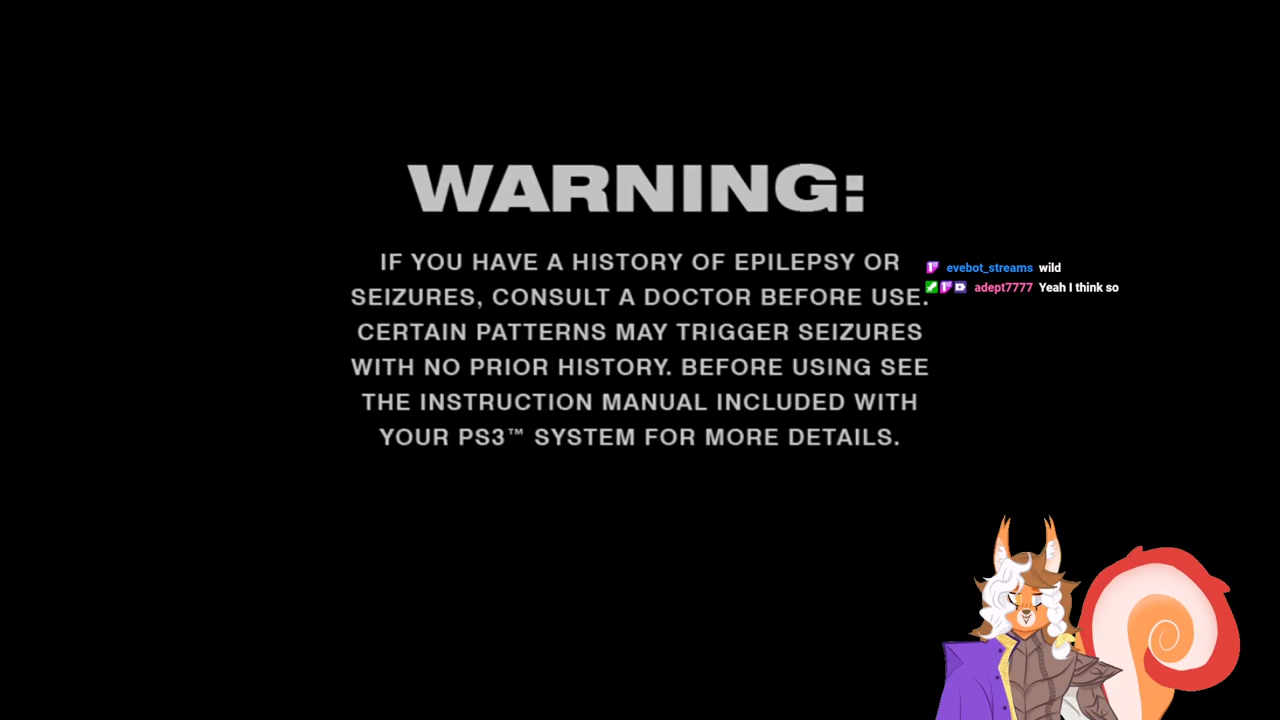 WARNING:
IF YOU HAVE A HISTORY OF EPILEPSY OR
SEIZURES, CONSULT A DOCTOR BEFORE USE.
CERTAIN PATTERNS MAY TRIGGER SEIZURES
WITH NO PRIOR HISTORY. BEFORE USING SEE
THE INSTRUCTION MANUAL INCLUDED WITH
YOUR PS3™ SYSTEM FOR MORE DETAILS.
evebot_streams wild
adept7777 Yeah I think so